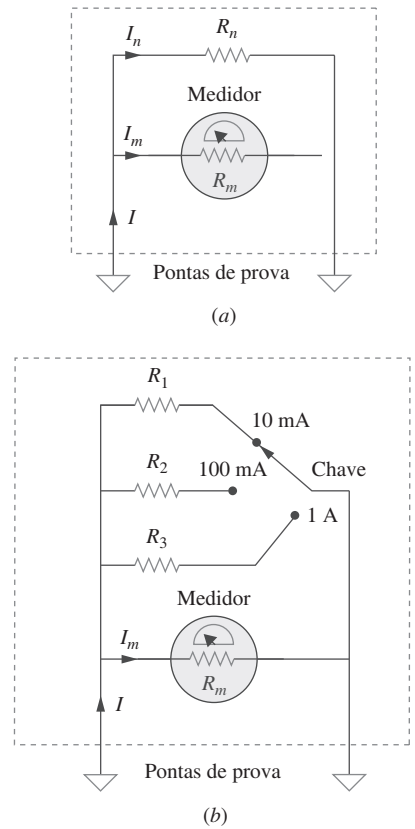 I_n R_n
Medidor
I_m
R_m
I
Pontas de prova
(a)
R_1
10 mA
R_2 100 mA Chave
1 A
R_3
Medidor
I_m
R_m
I
Pontas de prova
(b)